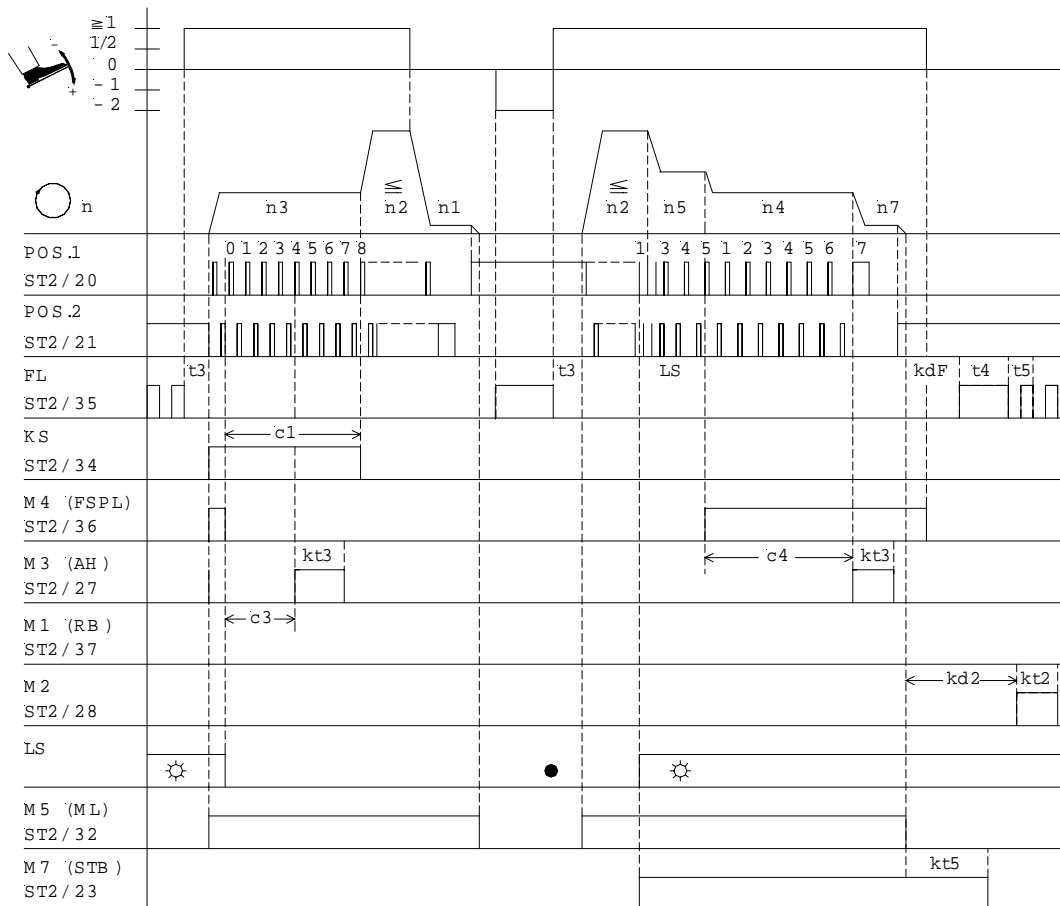 ≧1
1/2
0
-1
-2
-
+
n
n3
≦
n2
n1
≦
n2
n5
n4
n7
POS.1
ST2/20
0 1 2 3 4 5 6 7 8
1 3 4 5 1 2 3 4 5 6 7
POS.2
ST2/21
FL
ST2/35
t3
t3
LS
kdF
t4
t5
KS
ST2/34
c1
M4 (FSPL)
ST2/36
M3 (AH)
ST2/27
kt3
c4
kt3
M1 (RB)
ST2/37
c3
M2
ST2/28
kd2
kt2
LS
M5 (ML)
ST2/32
M7 (STB)
ST2/23
kt5